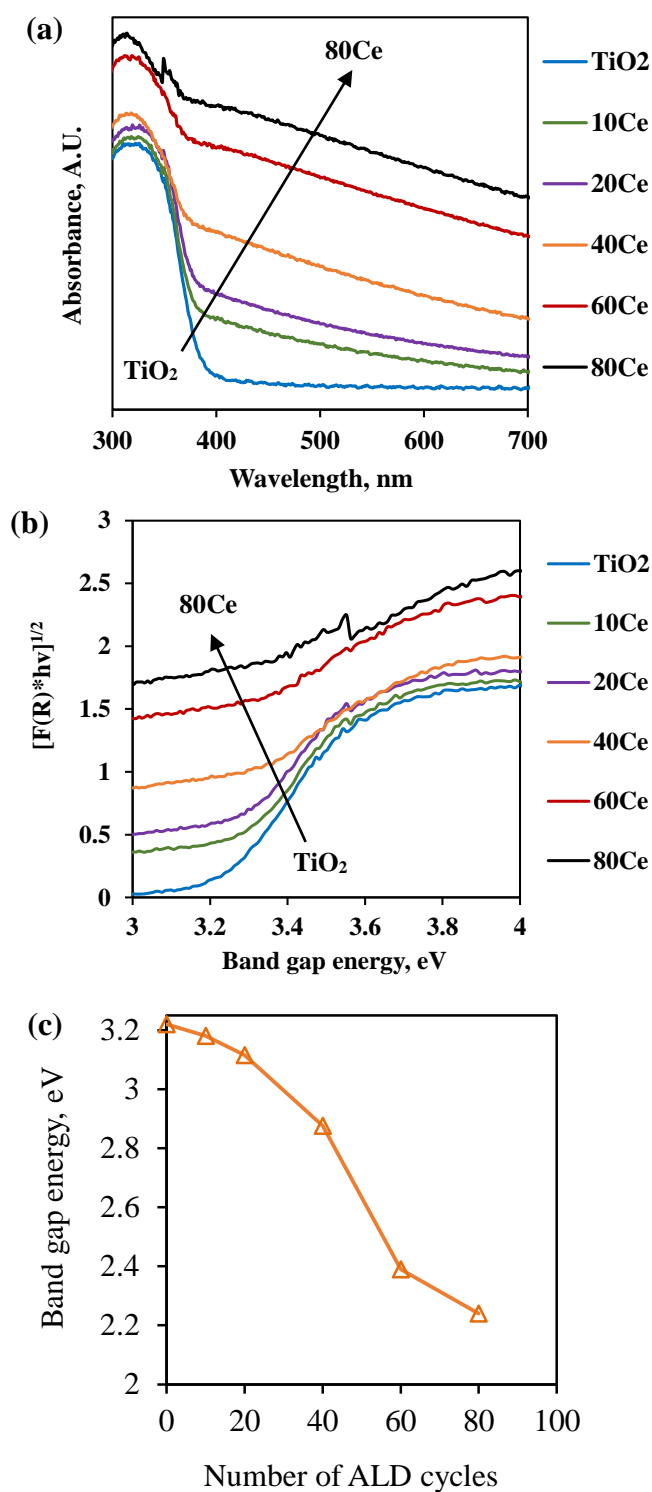 (a)
Absorbance, A.U.
80Ce
TiO₂
300 400 500 600 700
Wavelength, nm
TiO2
10Ce
20Ce
40Ce
60Ce
80Ce
(b)
[F(R)*hv]^1/2
3
2.5
2
1.5
1
0.5
0
80Ce
TiO₂
3 3.2 3.4 3.6 3.8 4
Band gap energy, eV
TiO2
10Ce
20Ce
40Ce
60Ce
80Ce
(c)
Band gap energy, eV
3.2
3
2.8
2.6
2.4
2.2
2
0 20 40 60 80 100
Number of ALD cycles